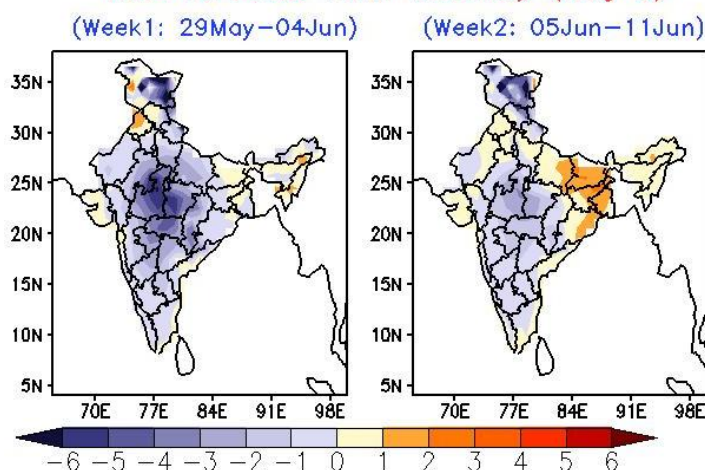 (Week1: 29May-04Jun) (Week2: 05Jun-11Jun)
35N 35N
30N 30N
25N 25N
20N 20N
15N 15N
10N 10N
5N 5N
70E 77E 84E 91E 98E 70E 77E 84E 91E 98E
-6 -5 -4 -3 -2 -1 0 1 2 3 4 5 6